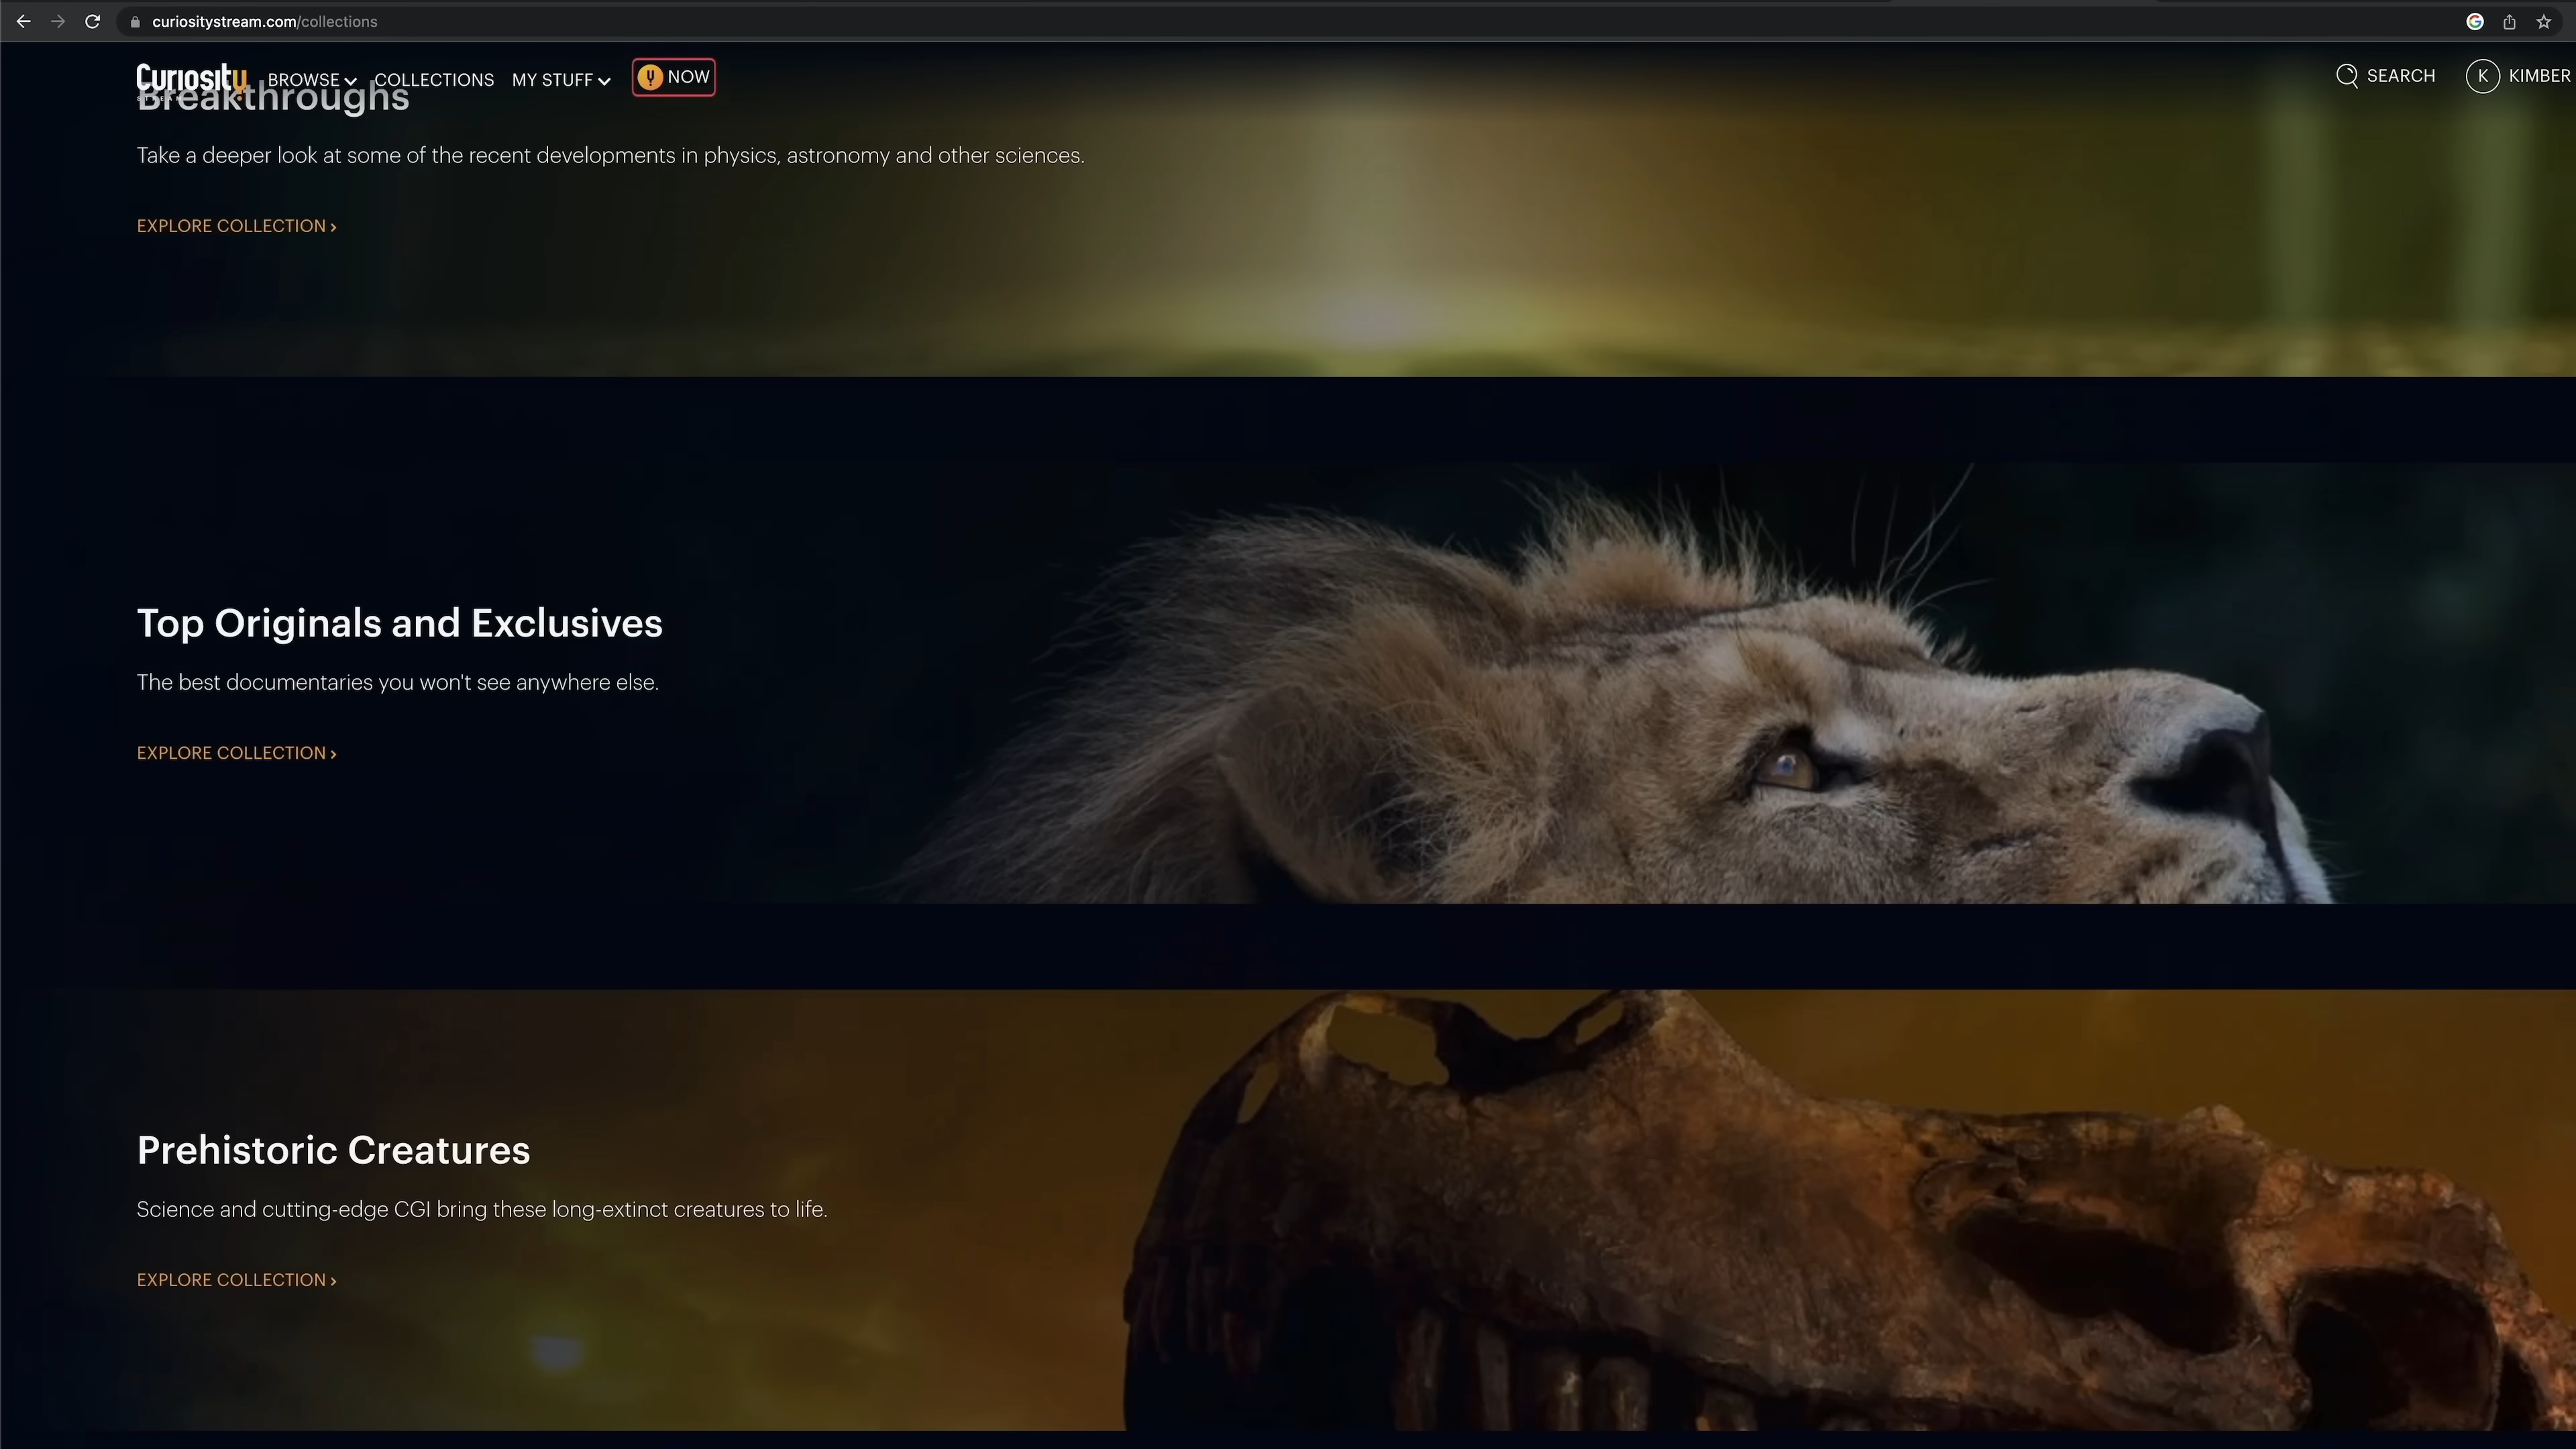 curiositystream.com/collections
Curiosity BROWSE COLLECTIONS MY STUFF NOW SEARCH K KIMBER
Breakthroughs
Take a deeper look at some of the recent developments in physics, astronomy and other sciences.
EXPLORE COLLECTION ›
Top Originals and Exclusives
The best documentaries you won't see anywhere else.
EXPLORE COLLECTION ›
Prehistoric Creatures
Science and cutting-edge CGI bring these long-extinct creatures to life.
EXPLORE COLLECTION ›